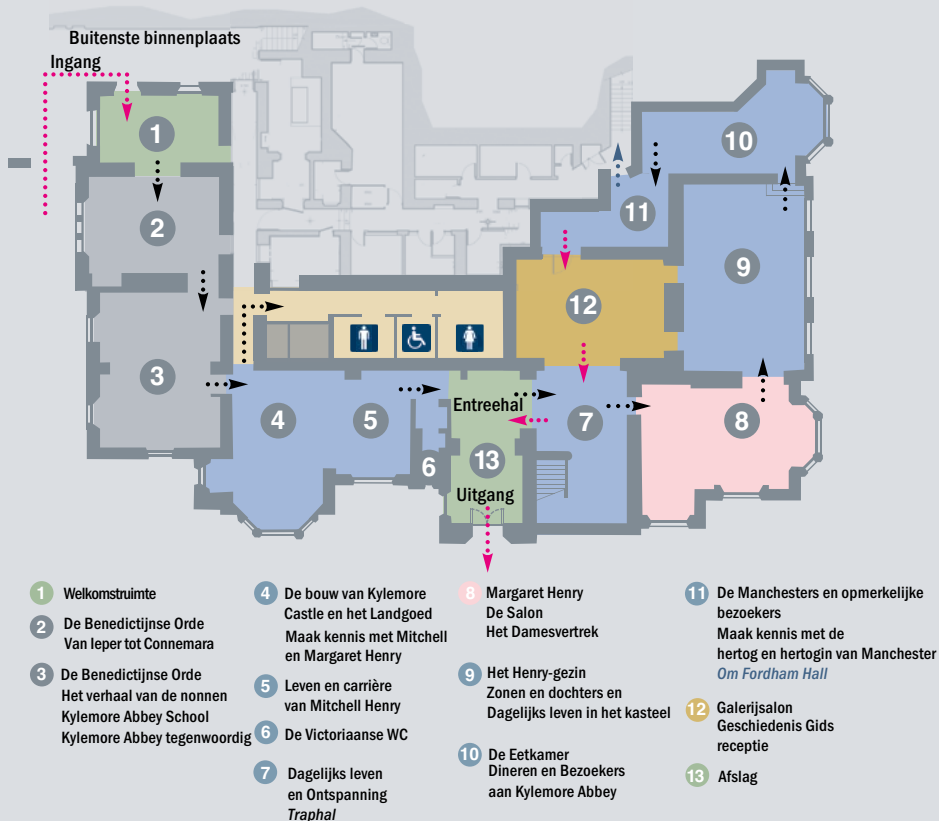 Buitenste binnenplaats
Ingang
1
2
3
4
5
6
Entreehal
13
Uitgang
7
8
9
10
11
12
1 Welkomstruimte
2 De Benedictijnse Orde
Van Ieper tot Connemara
3 De Benedictijnse Orde
Het verhaal van de nonnen
Kylemore Abbey School
Kylemore Abbey tegenwoordig
4 De bouw van Kylemore
Castle en het Landgoed
Maak kennis met Mitchell
en Margaret Henry
5 Leven en carrière
van Mitchell Henry
6 De Victoriaanse WC
7 Dagelijks leven
en Ontspanning
Traphal
8 Margaret Henry
De Salon
Het Damesvertrek
9 Het Henry-gezin
Zonen en dochters en
Dagelijks leven in het kasteel
10 De Eetkamer
Dineren en Bezoekers
aan Kylemore Abbey
11 De Manchesters en opmerkelijke
bezoekers
Maak kennis met de
hertog en hertogin van Manchester
Om Fordham Hall
12 Galerijsalon
Geschiedenis Gids
receptie
13 Afslag